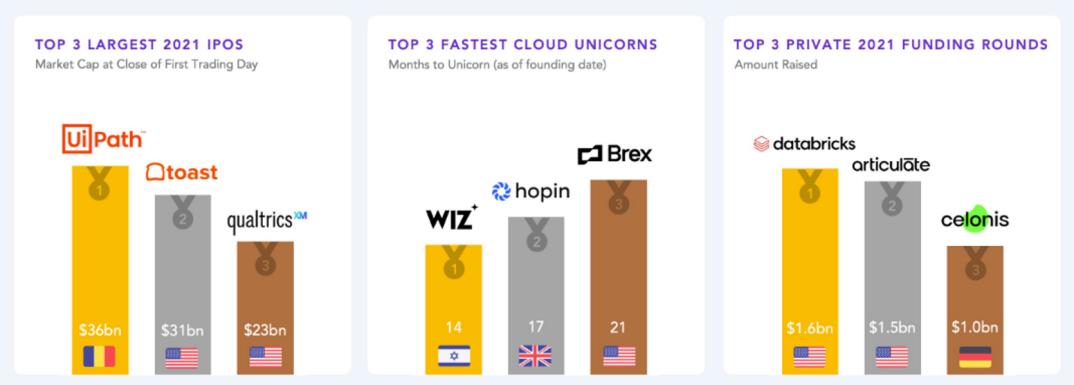 TOP 3 LARGEST 2021 IPOS
Market Cap at Close of First Trading Day
UiPath™
toast
qualtrics XM
1
2
3
$36bn
$31bn
$23bn
TOP 3 FASTEST CLOUD UNICORNS
Months to Unicorn (as of founding date)
Brex
hopin
WIZ
1
2
3
14
17
21
TOP 3 PRIVATE 2021 FUNDING ROUNDS
Amount Raised
databricks
articulāte
celonis
1
2
3
$1.6bn
$1.5bn
$1.0bn